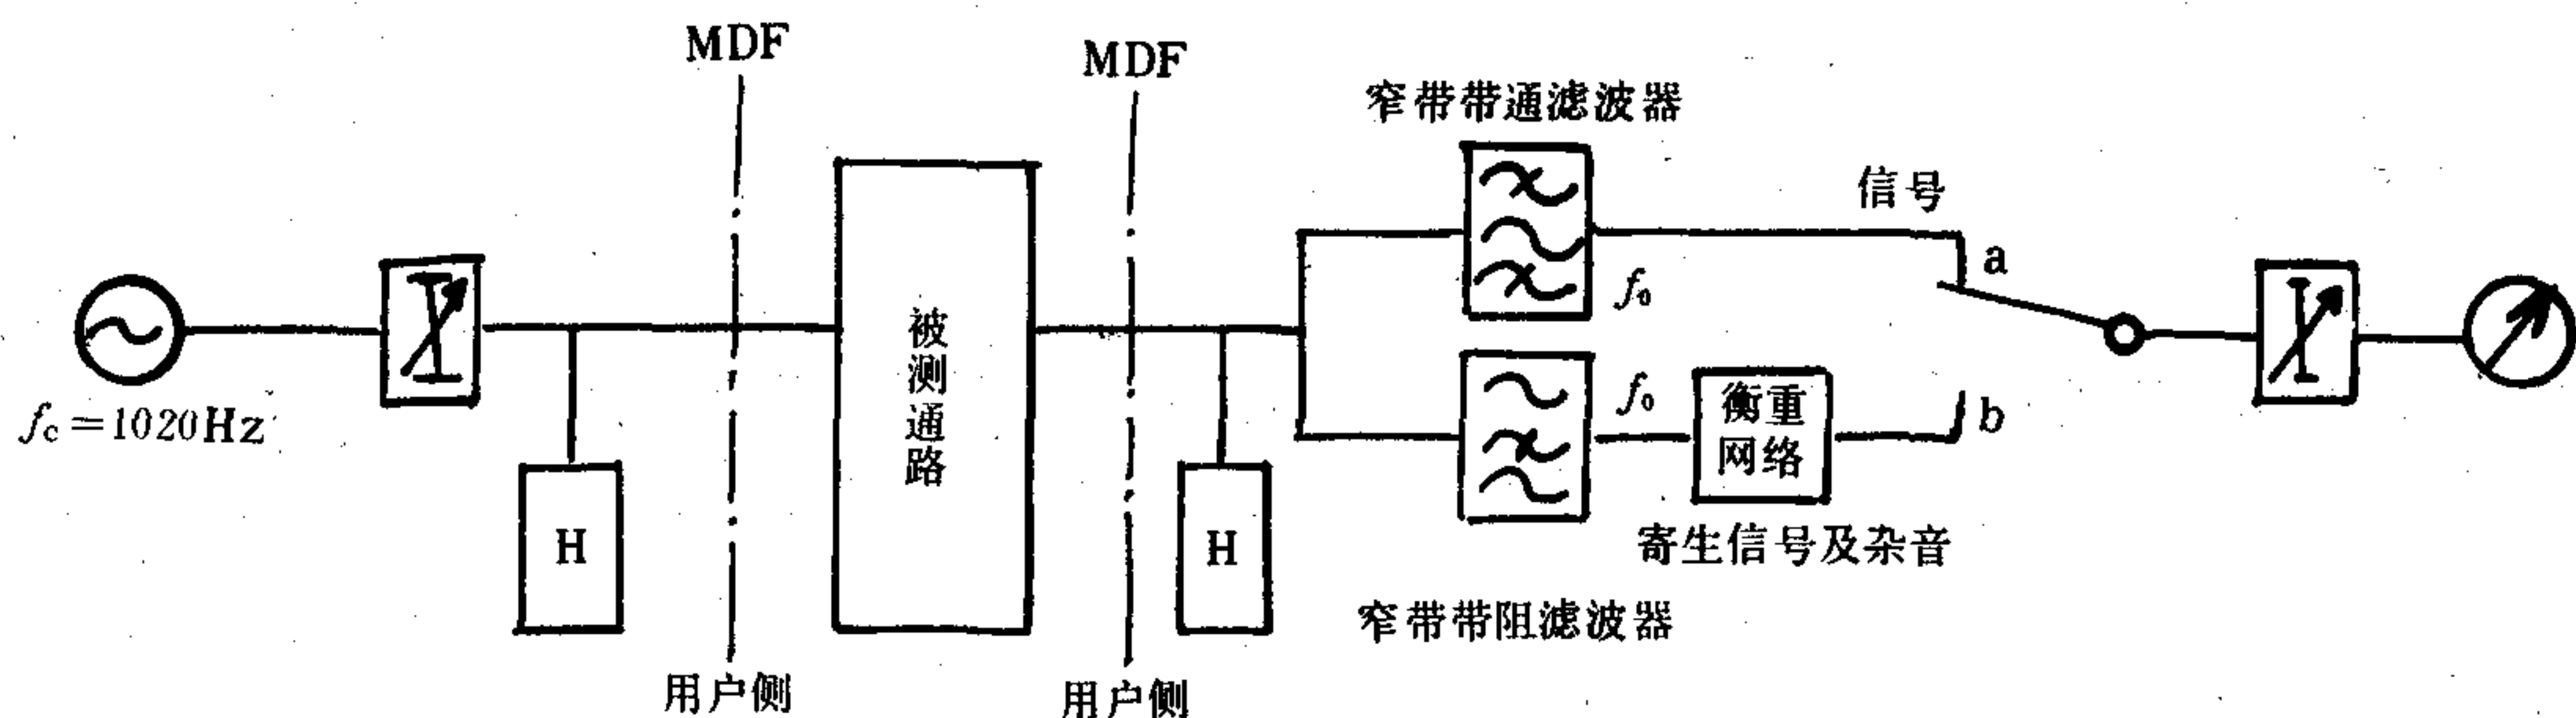 MDF
MDF
窄带带通滤波器
信号
a
f₀
fc=1020Hz
被测通路
f₀
衡重网络
b
H
H
寄生信号及杂音
窄带带阻滤波器
用户侧
用户侧